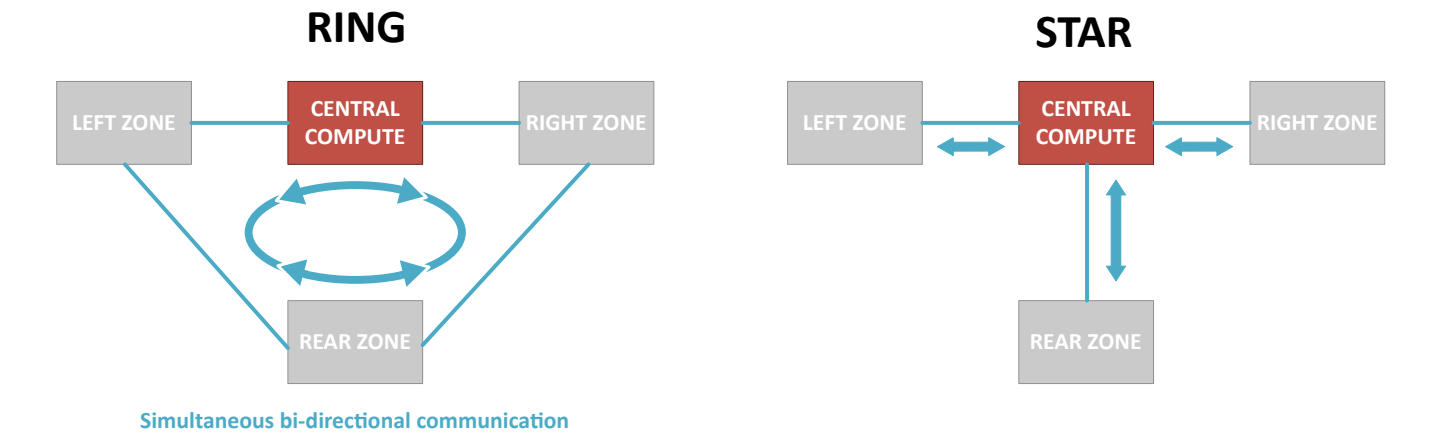 RING
LEFT ZONE
CENTRAL
COMPUTE
RIGHT ZONE
REAR ZONE
Simultaneous bi-directional communication
STAR
LEFT ZONE
CENTRAL
COMPUTE
RIGHT ZONE
REAR ZONE